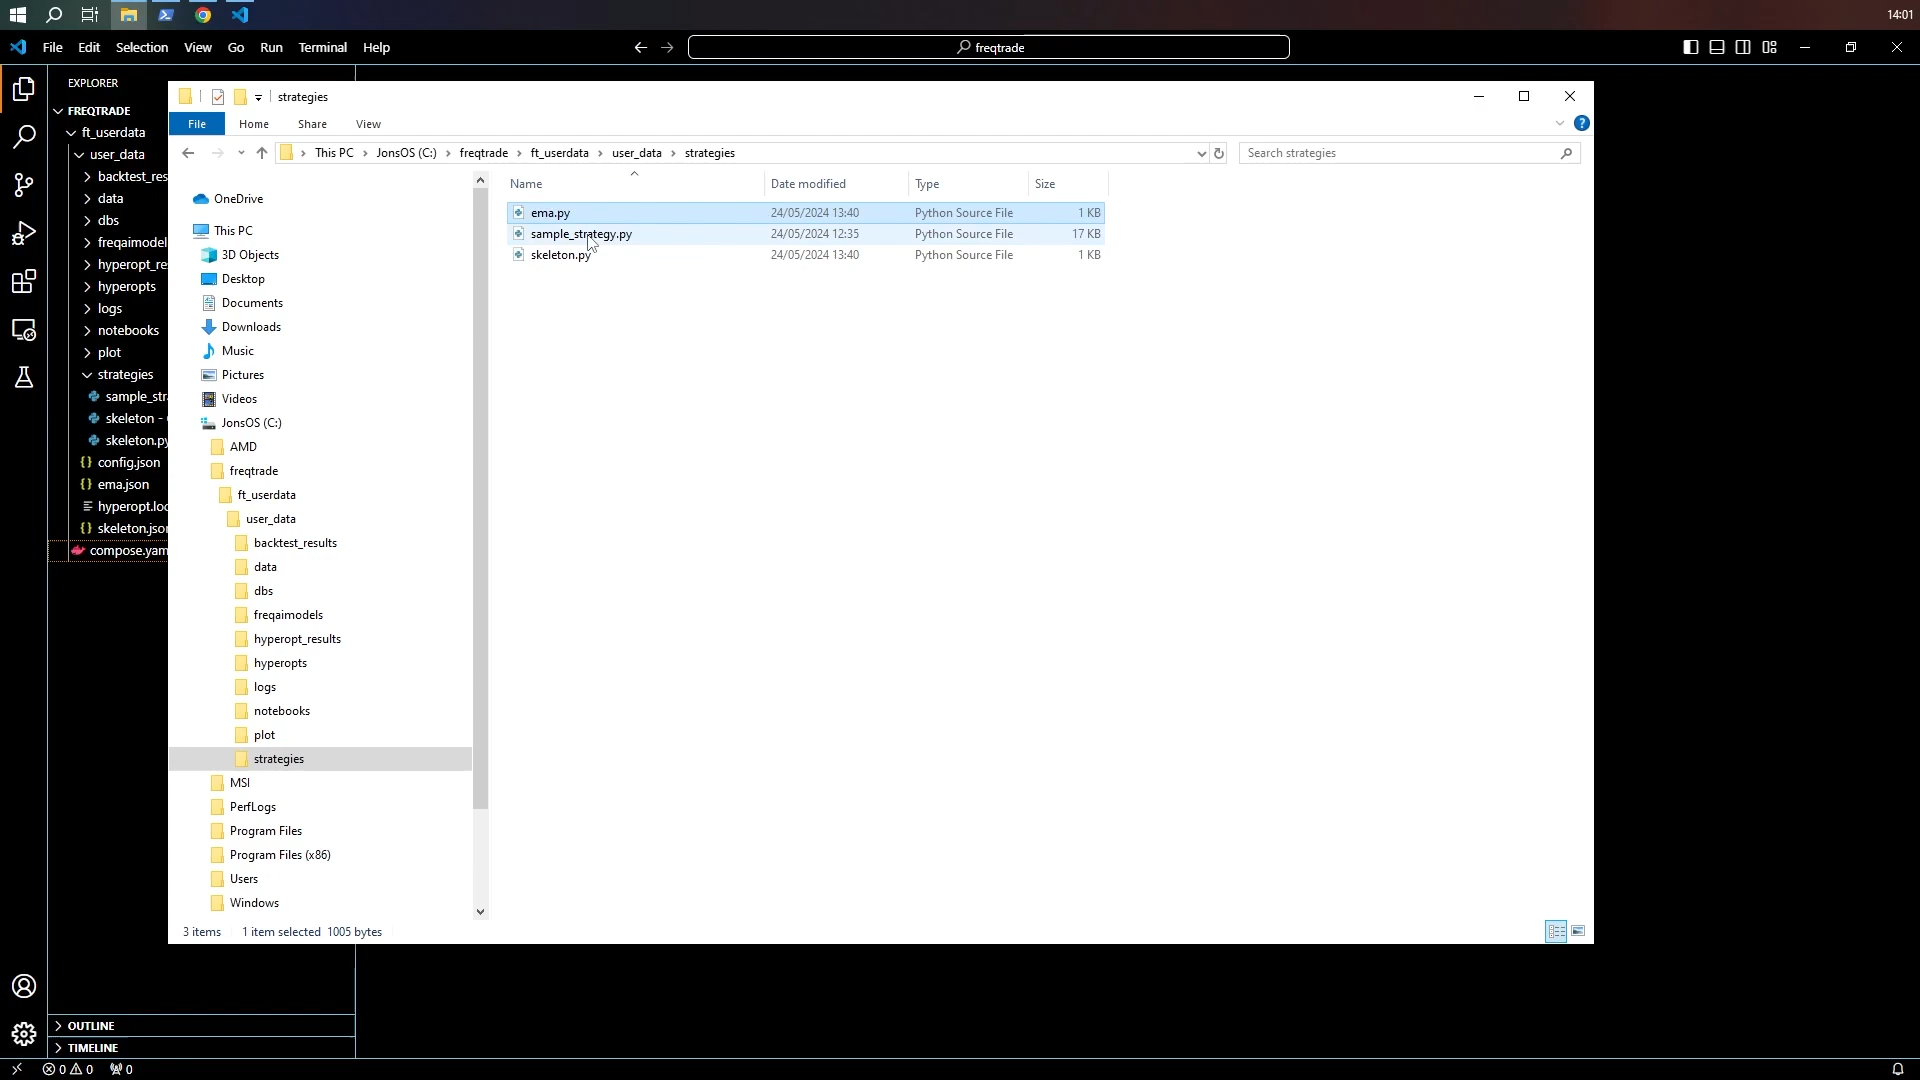 14:01
File Edit Selection View Go Run Terminal Help
freqtrade
EXPLORER
FREQTRADE
ft_userdata
user_data
backtest_res
data
dbs
freqaimodel
hyperopt_re
hyperopts
logs
notebooks
plot
strategies
sample_stra
skeleton -
skeleton.py
config.json
ema.json
hyperopt.loc
skeleton.jsor
compose.yam
OUTLINE
TIMELINE
0 0 0
strategies
File Home Share View
This PC JonsOS (C:) freqtrade ft_userdata user_data strategies
Search strategies
OneDrive
This PC
3D Objects
Desktop
Documents
Downloads
Music
Pictures
Videos
JonsOS (C:)
AMD
freqtrade
ft_userdata
user_data
backtest_results
data
dbs
freqaimodels
hyperopt_results
hyperopts
logs
notebooks
plot
strategies
MSI
PerfLogs
Program Files
Program Files (x86)
Users
Windows
Name Date modified Type Size
ema.py 24/05/2024 13:40 Python Source File 1 KB
sample_strategy.py 24/05/2024 12:35 Python Source File 17 KB
skeleton.py 24/05/2024 13:40 Python Source File 1 KB
3 items 1 item selected 1005 bytes